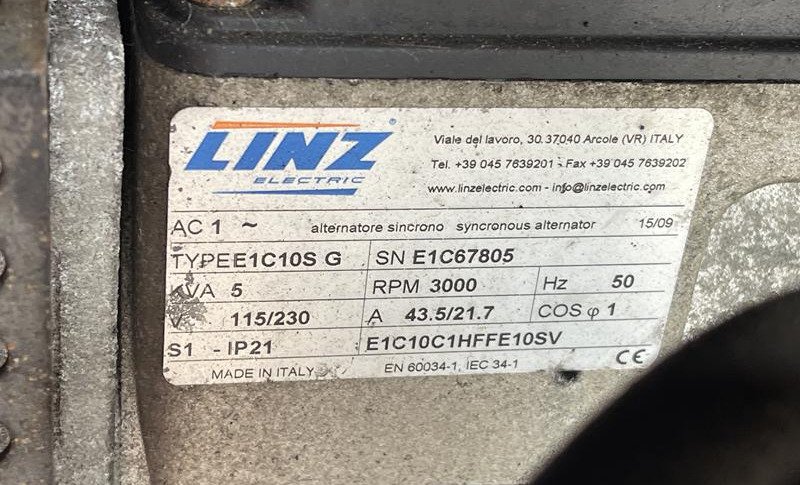 LINZ
ELECTRIC
Viale del lavoro, 30.37040 Arcole (VR) ITALY
Tel. +39 045 7639201 - Fax +39 045 7639202
www.linzelectric.com - info@linzelectric.com
AC 1 ~ alternatore sincrono synchronous alternator 15/09
TYPE E1C10S G SN E1C67805
KVA 5 RPM 3000 Hz 50
V 115/230 A 43.5/21.7 COS φ 1
S1 - IP21 E1C10C1HFFE10SV
MADE IN ITALY EN 60034-1, IEC 34-1 CE